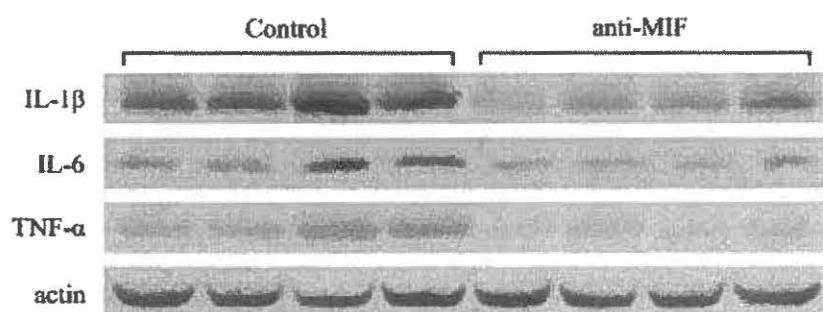 Control anti-MIF
IL-1β
IL-6
TNF-α
actin